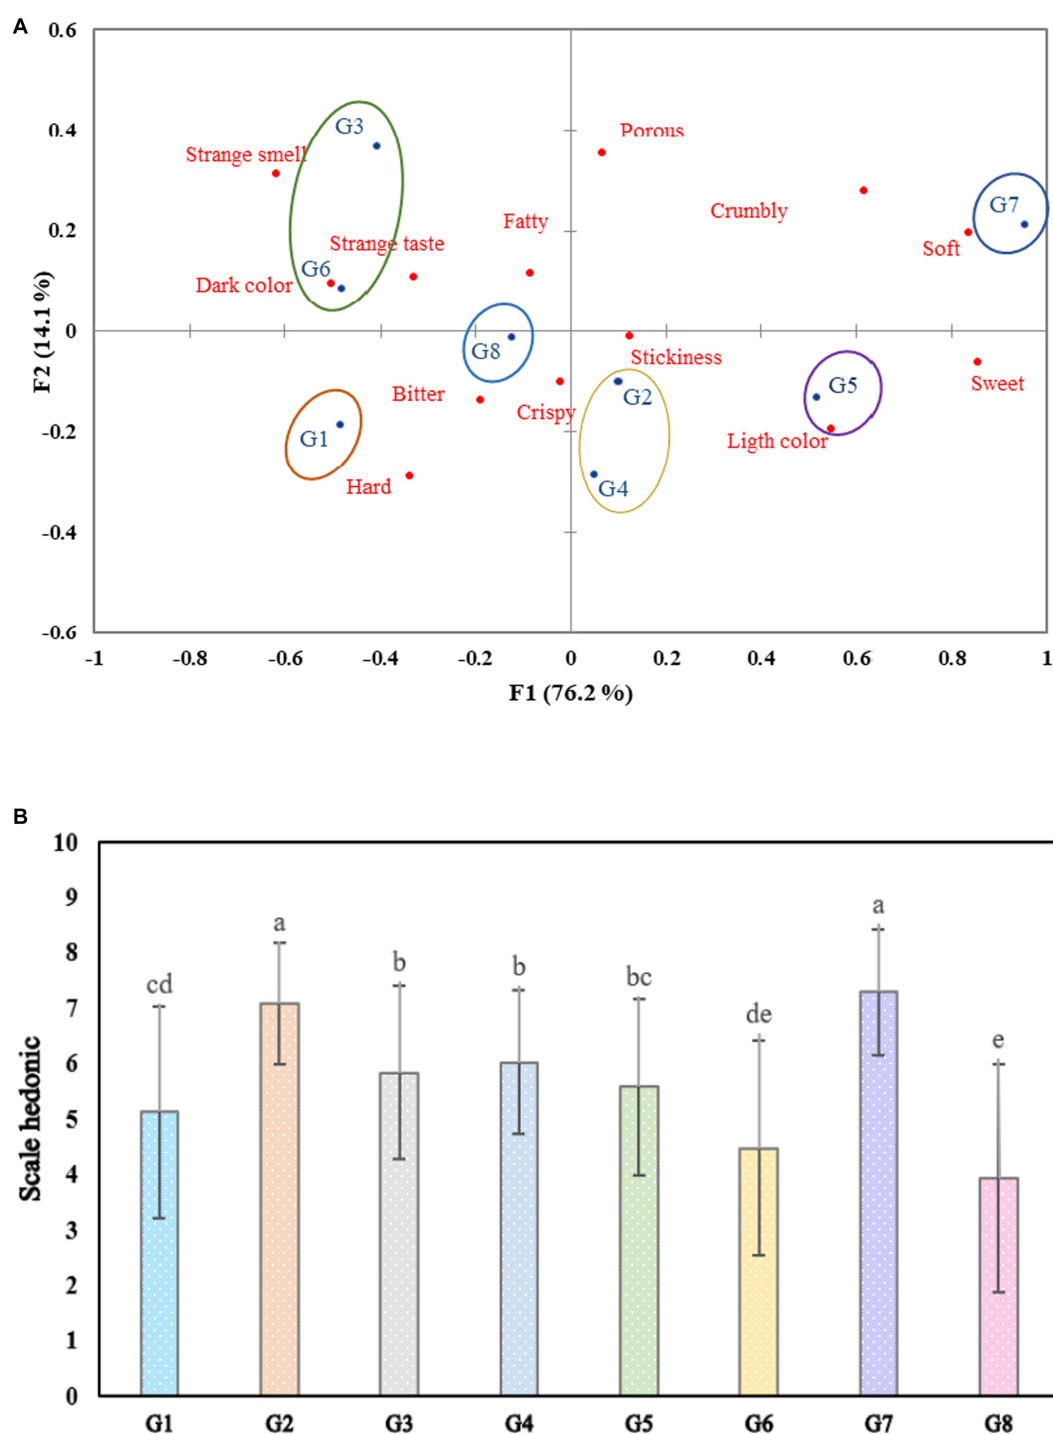 A
0.6
0.4
0.2
0
-0.2
-0.4
-0.6
F2 (14.1 %)
G3
Strange smell
Porous
Crumbly
G7
Fatty
Soft
Strange taste
G6
Dark color
G8
Stickiness
Sweet
G5
Bitter
G2
Crispy
G1
Ligth color
Hard
G4
-1 -0.8 -0.6 -0.4 -0.2 0 0.2 0.4 0.6 0.8 1
F1 (76.2 %)
B
10
9
8
7
6
5
4
3
2
1
0
Scale hedonic
cd a b b bc de a e
G1 G2 G3 G4 G5 G6 G7 G8